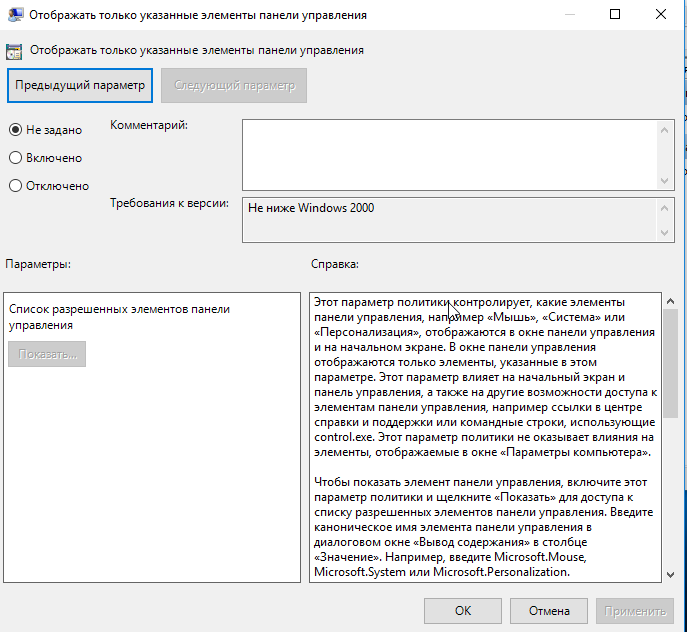 Отображать только указанные элементы панели управления
Отображать только указанные элементы панели управления
Предыдущий параметр
Следующий параметр
Не задано
Включено
Отключено
Комментарий:
Требования к версии:
Не ниже Windows 2000
Параметры:
Справка:
Список разрешенных элементов панели
управления
Показать...
Этот параметр политики контролирует, какие элементы
панели управления, например «Мышь», «Система» или
«Персонализация», отображаются в окне панели управления
и на начальном экране. В окне панели управления
отображаются только элементы, указанные в этом
параметре. Этот параметр влияет на начальный экран и
панель управления, а также на другие возможности доступа к
элементам панели управления, например ссылки в центре
справки и поддержки или командные строки, использующие
control.exe. Этот параметр политики не оказывает влияния на
элементы, отображаемые в окне «Параметры компьютера».
Чтобы показать элемент панели управления, включите этот
параметр политики и щелкните «Показать» для доступа к
списку разрешенных элементов панели управления. Введите
каноническое имя элемента панели управления в
диалоговом окне «Вывод содержания» в столбце
«Значение». Например, введите Microsoft.Mouse,
Microsoft.System или Microsoft.Personalization.
ОК
Отмена
Применить